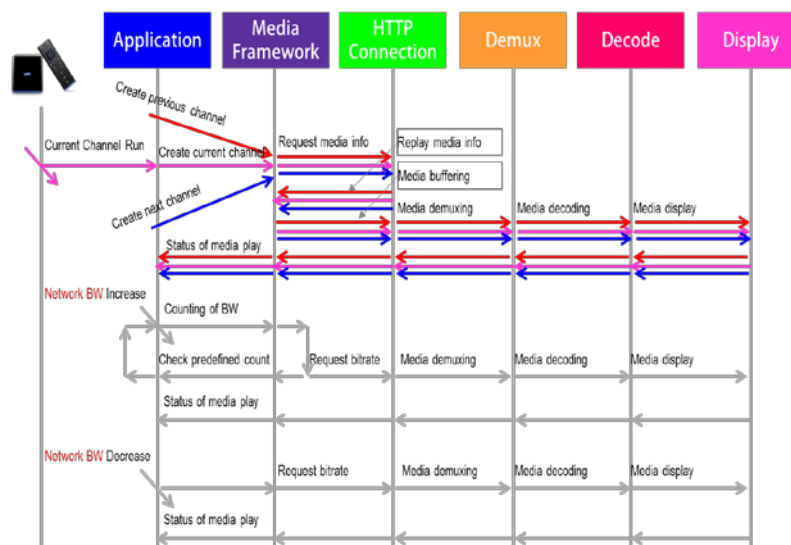 Application
Media
Framework
HTTP
Connection
Demux
Decode
Display
Create previous channel
Current Channel Run
Create current channel
Request media info
Replay media info
Media buffering
Create next channel
Media demuxing
Media decoding
Media display
Status of media play
Network BW Increase
Counting of BW
Check predefined count
Request bitrate
Media demuxing
Media decoding
Media display
Status of media play
Network BW Decrease
Request bitrate
Media demuxing
Media decoding
Media display
Status of media play